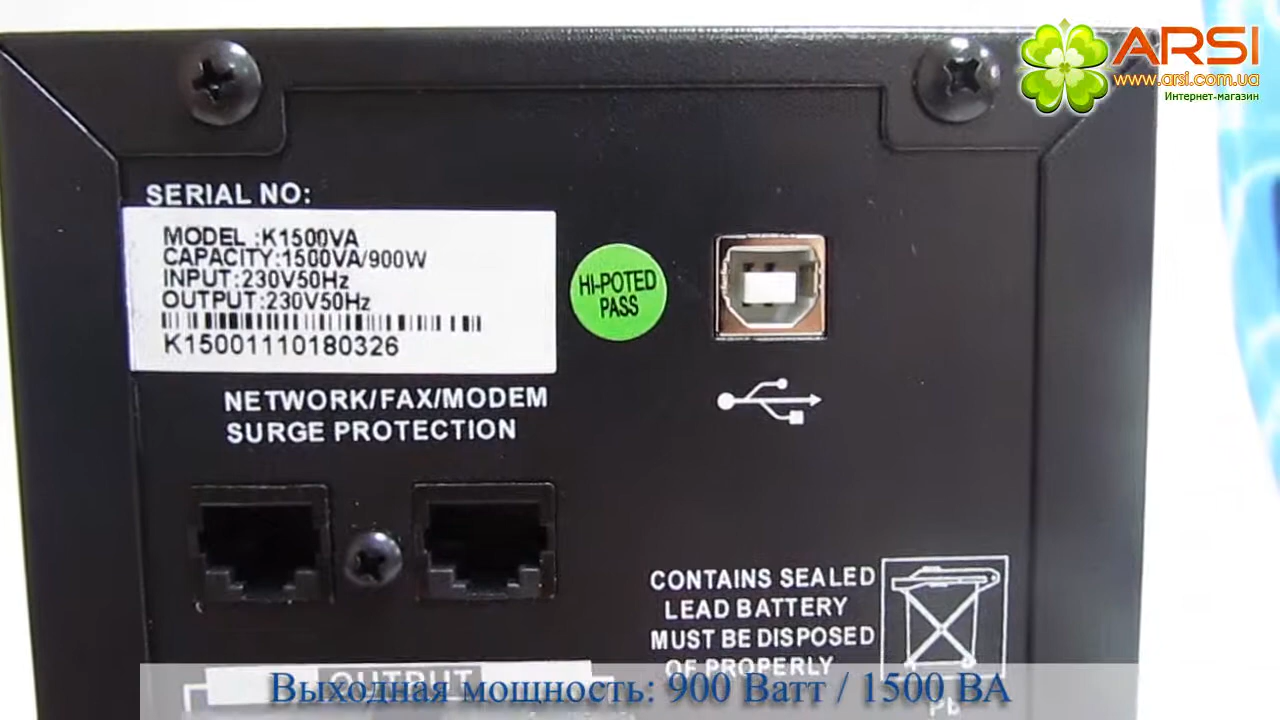 ARSI
www.arsi.com.ua
Интернет-магазин
SERIAL NO:
MODEL :K1500VA
CAPACITY:1500VA/900W
INPUT:230V50Hz
OUTPUT:230V50Hz
K15001110180326
HI-POTED
PASS
NETWORK/FAX/MODEM
SURGE PROTECTION
CONTAINS SEALED
LEAD BATTERY
MUST BE DISPOSED
OF PROPERLY
Pb
OUTPUT
Выходная мощность: 900 Ватт / 1500 ВА